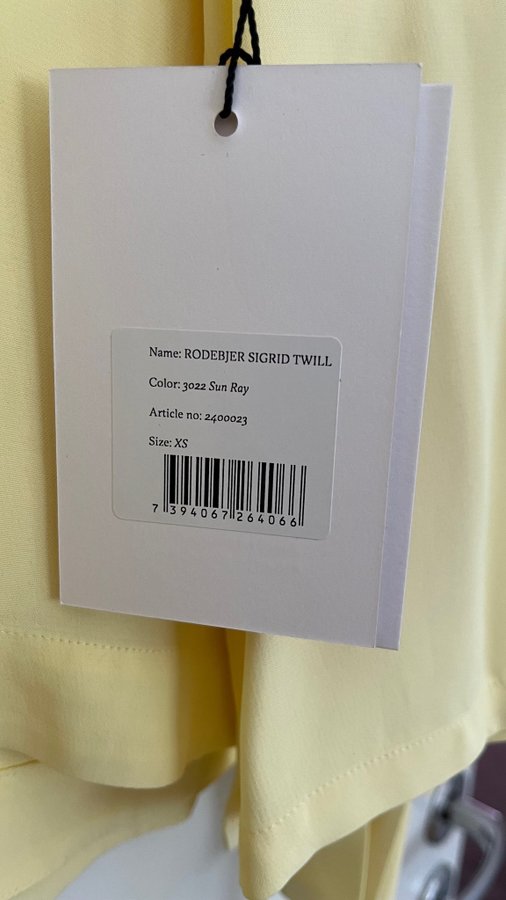 Name: RODEBJER SIGRID TWILL
Color: 3022 Sun Ray
Article no: 2400023
Size: XS
7 394067 264066